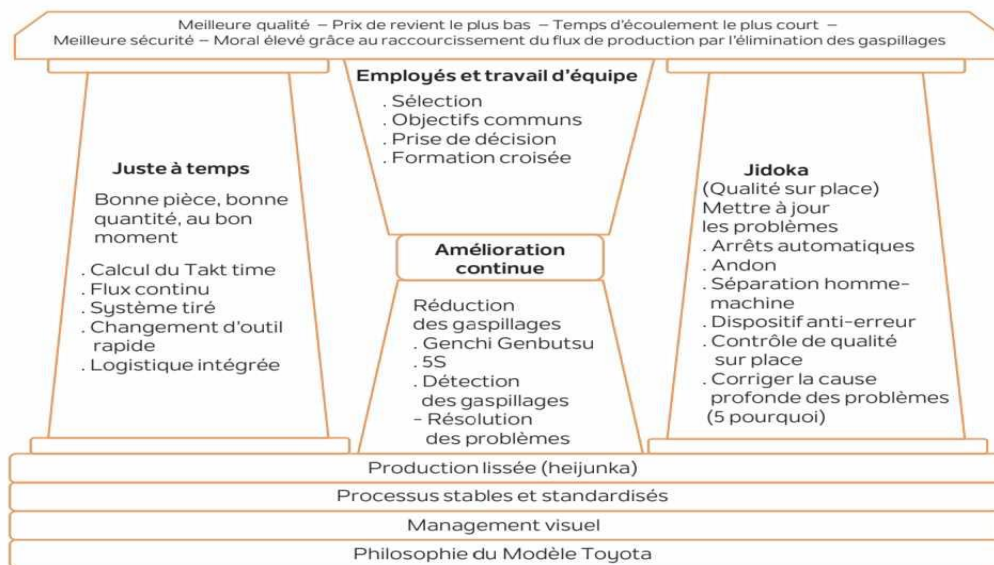 Meilleure qualité – Prix de revient le plus bas – Temps d'écoulement le plus court –
Meilleure sécurité – Moral élevé grâce au raccourcissement du flux de production par l'élimination des gaspillages
Juste à temps
Bonne pièce, bonne
quantité, au bon
moment
. Calcul du Takt time
. Flux continu
. Système tiré
. Changement d'outil
rapide
. Logistique intégrée
Employés et travail d'équipe
. Sélection
. Objectifs communs
. Prise de décision
. Formation croisée
Amélioration
continue
Réduction
des gaspillages
. Genchi Genbutsu
. 5S
. Détection
des gaspillages
– Résolution
des problèmes
Jidoka
(Qualité sur place)
Mettre à jour
les problèmes
. Arrêts automatiques
. Andon
. Séparation homme-
machine
. Dispositif anti-erreur
. Contrôle de qualité
sur place
. Corriger la cause
profonde des problèmes
(5 pourquoi)
Production lissée (heijunka)
Processus stables et standardisés
Management visuel
Philosophie du Modèle Toyota